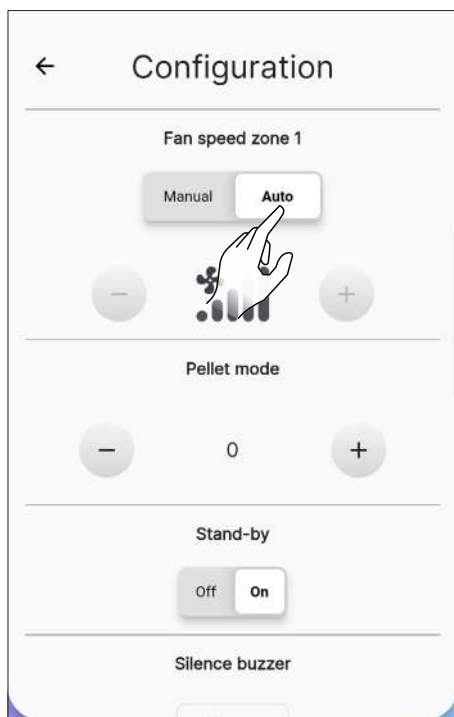 Configuration
Fan speed zone 1
Manual Auto
Pellet mode
− 0 +
Stand-by
Off On
Silence buzzer